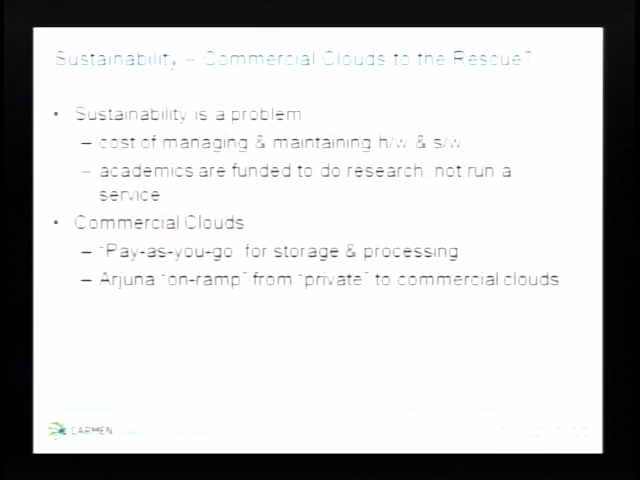 Sustainability – Commercial Clouds to the Rescue?
• Sustainability is a problem
– cost of managing & maintaining h/w & s/w
– academics are funded to do research, not run a
service
• Commercial Clouds
– "Pay-as-you-go" for storage & processing
– Arjuna "on-ramp" from "private" to commercial clouds
CARMEN